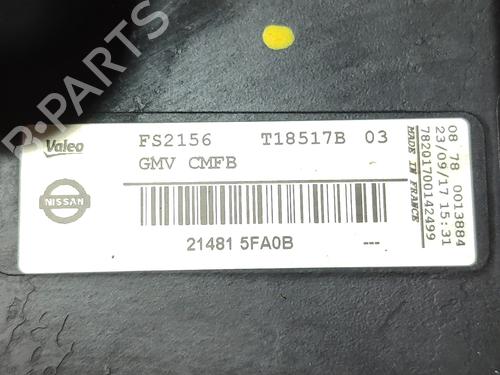 B-PARTS
Valeo
FS2156 T18517B 03
GMV CMFB
NISSAN
21481 5FA0B ---
MADE IN FRANCE
78201700142499
23/09/17 15:31
08 78 0013884